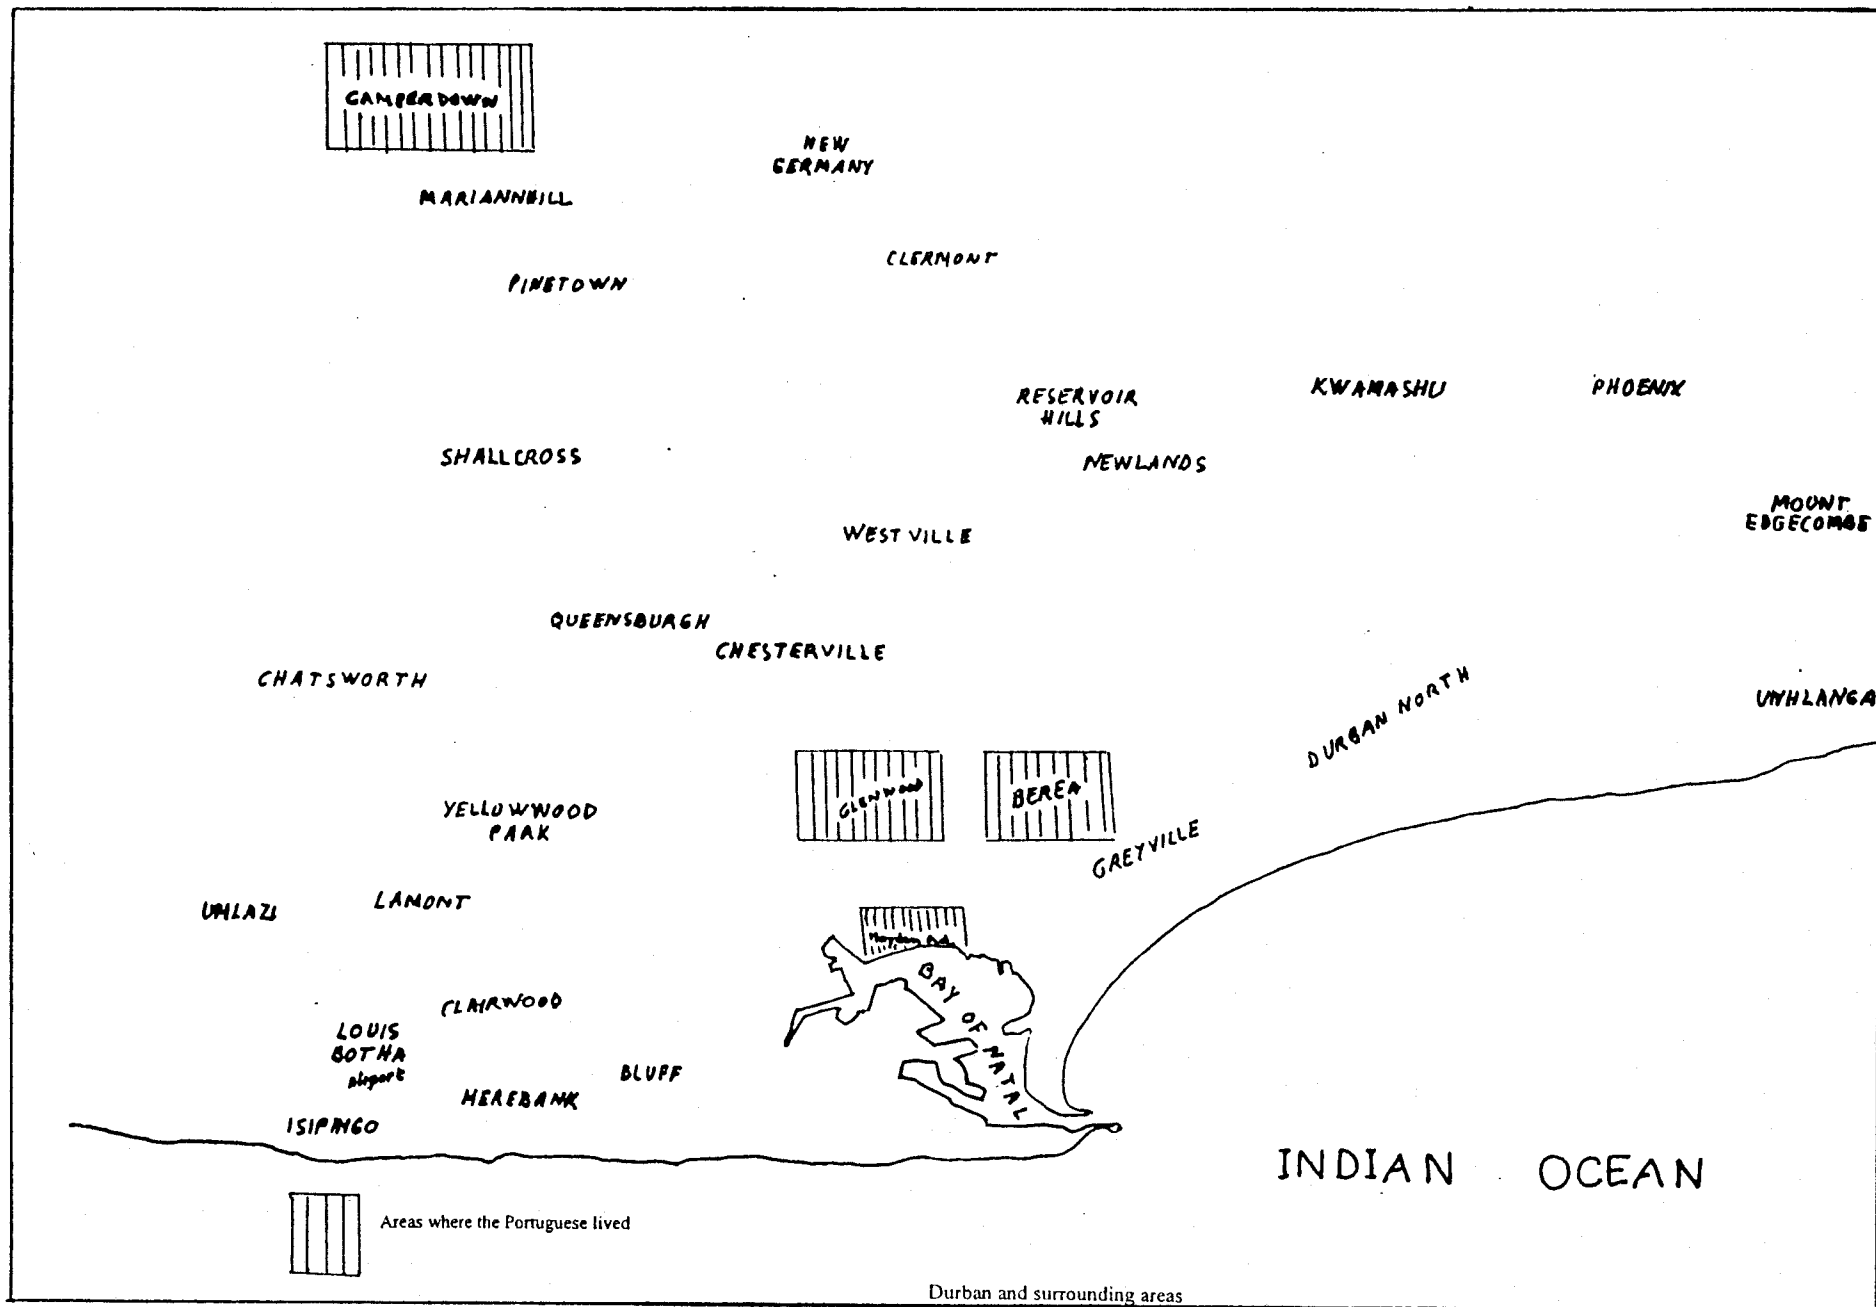 CAMPERDOWN
NEW
GERMANY
MARIANNHILL
CLERMONT
PINETOWN
RESERVOIR
HILLS
KWAMASHU
PHOENIX
SHALLCROSS
NEWLANDS
MOUNT
EDGECOMBE
WESTVILLE
QUEENSBURGH
CHESTERVILLE
CHATSWORTH
DURBAN NORTH
UMHLANGA
GLENWOOD
BEREA
YELLOWWOOD
PARK
GREYVILLE
UMLAZI
LAMONT
Maydon Rd.
BAY OF NATAL
CLAIRWOOD
LOUIS
BOTHA
airport
BLUFF
MEREBANK
ISIPINGO
INDIAN OCEAN
Areas where the Portuguese lived
Durban and surrounding areas